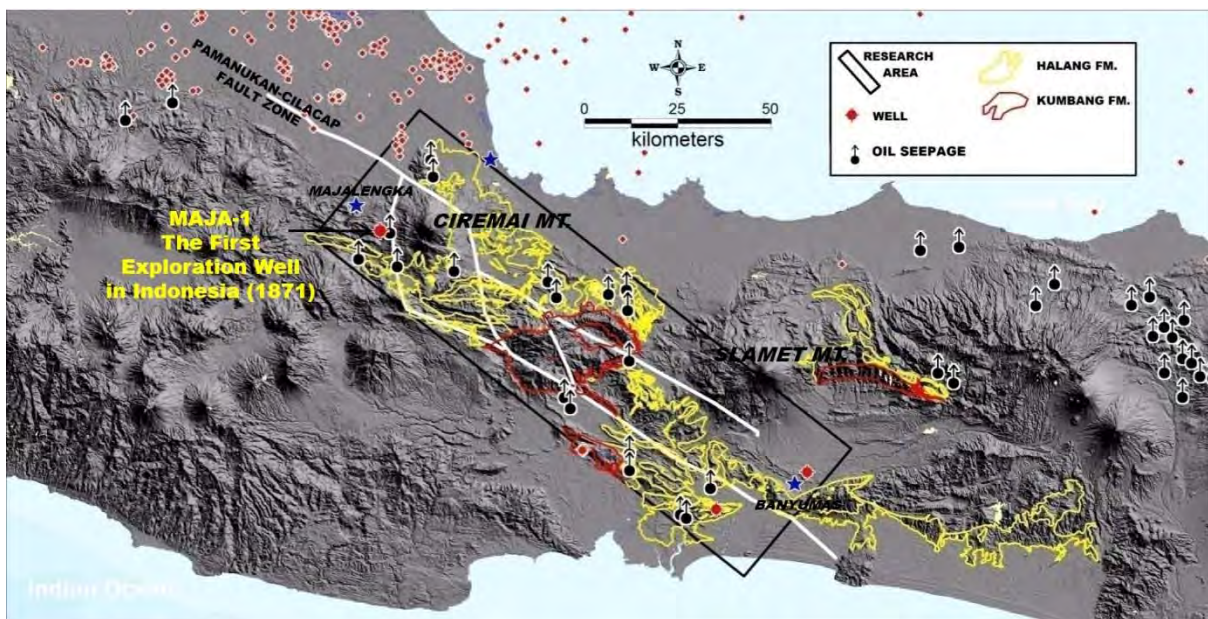 PAMANUKAN-CILACAP
FAULT ZONE
N
W E
S
0 25 50
kilometers
RESEARCH
AREA
WELL
OIL SEEPAGE
HALANG FM.
KUMBANG FM.
MAJALENGKA
CIREMAI MT.
MAJA-1
The First
Exploration Well
in Indonesia (1871)
SLAMET MT.
BANYUMAS
Indian Ocean